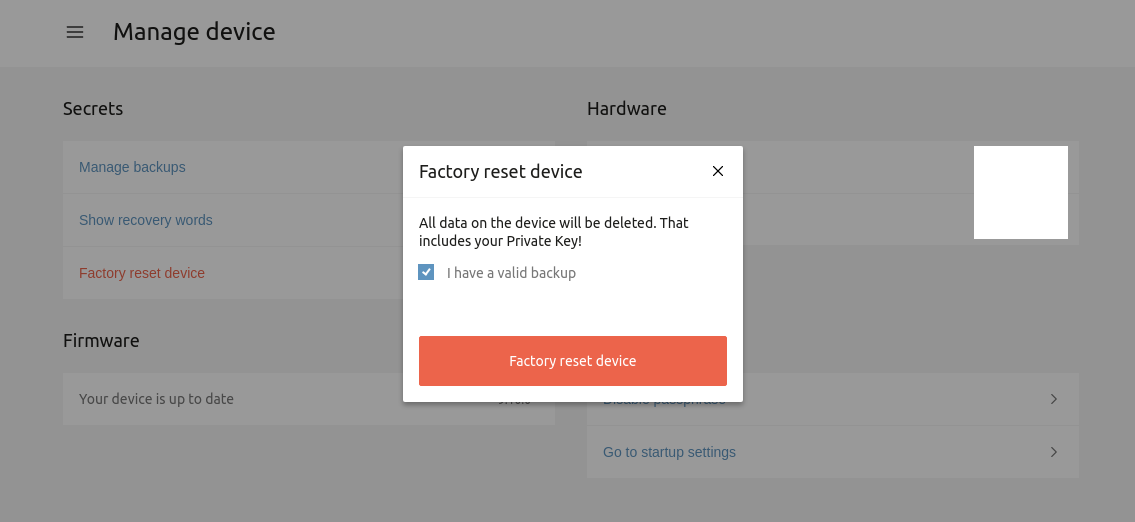 Manage device
Secrets
Manage backups
Show recovery words
Factory reset device
Firmware
Your device is up to date
Hardware
Factory reset device
All data on the device will be deleted. That
includes your Private Key!
I have a valid backup
Factory reset device
Go to startup settings